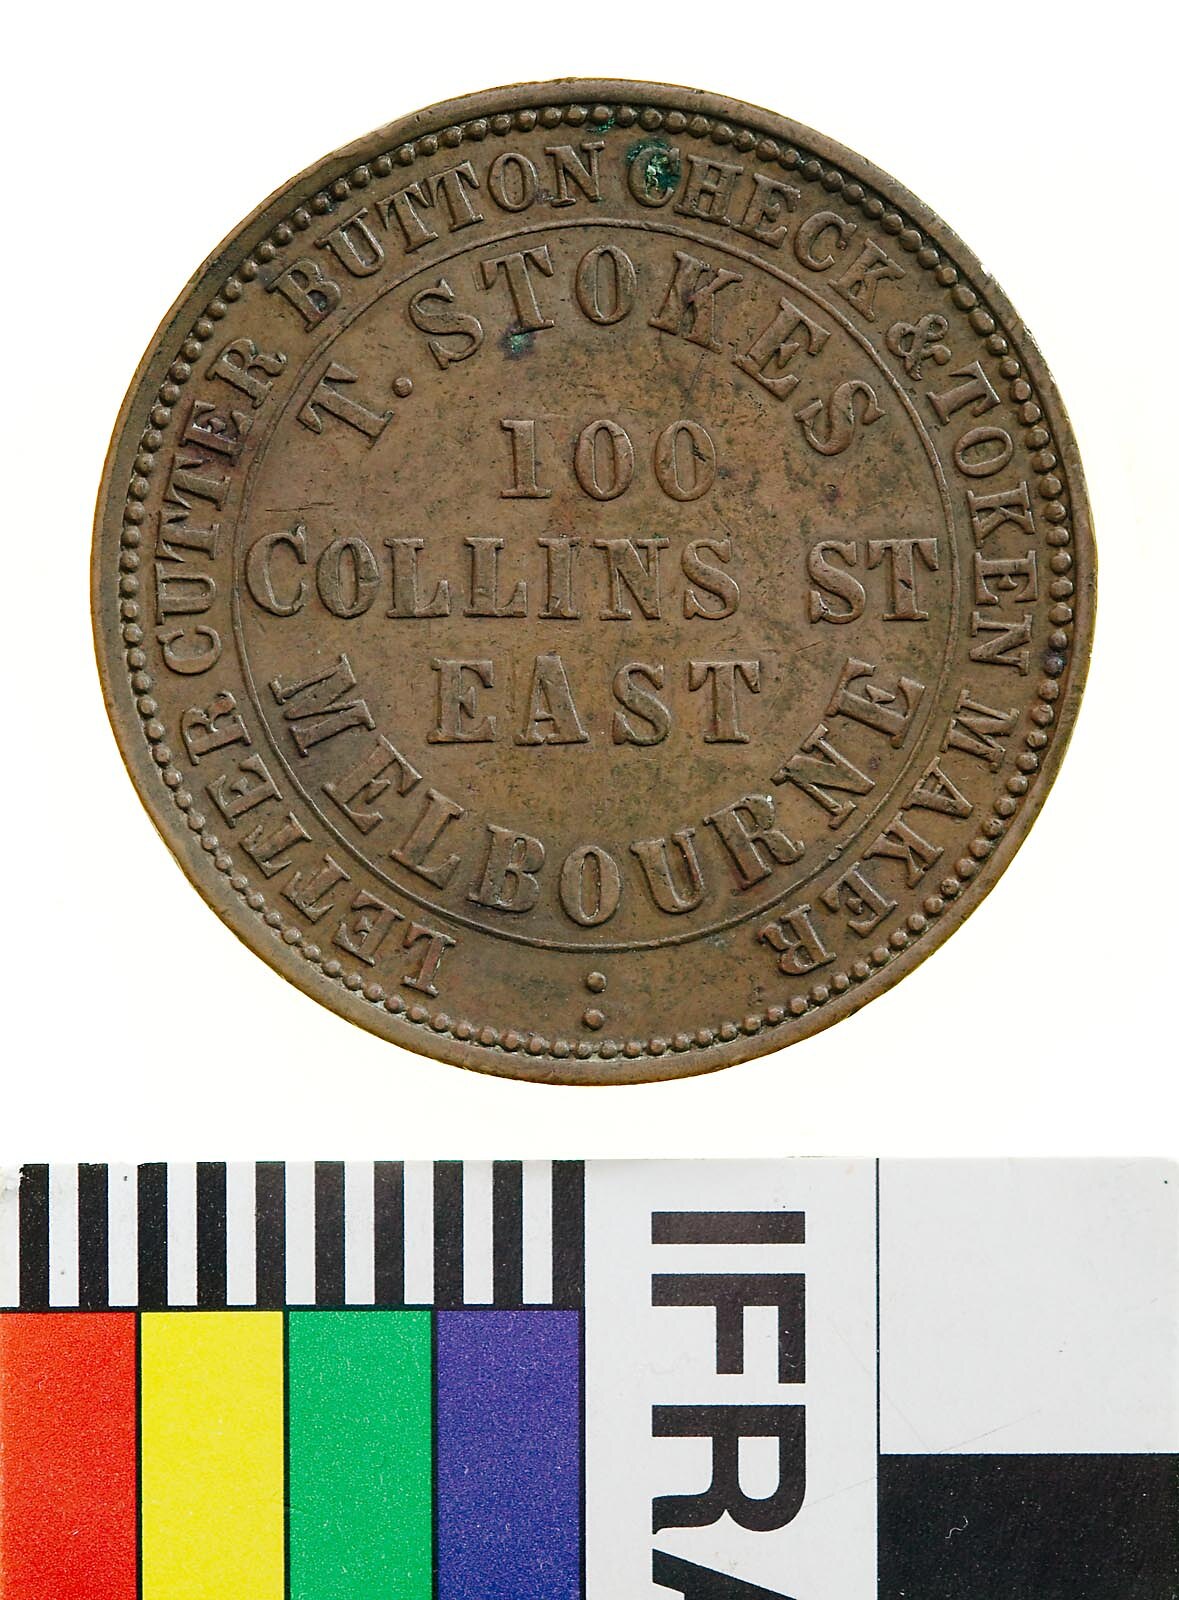 LETTER CUTTER BUTTON CHECK & TOKEN MAKER
T. STOKES
100
COLLINS ST
EAST
MELBOURNE
:
IFRA